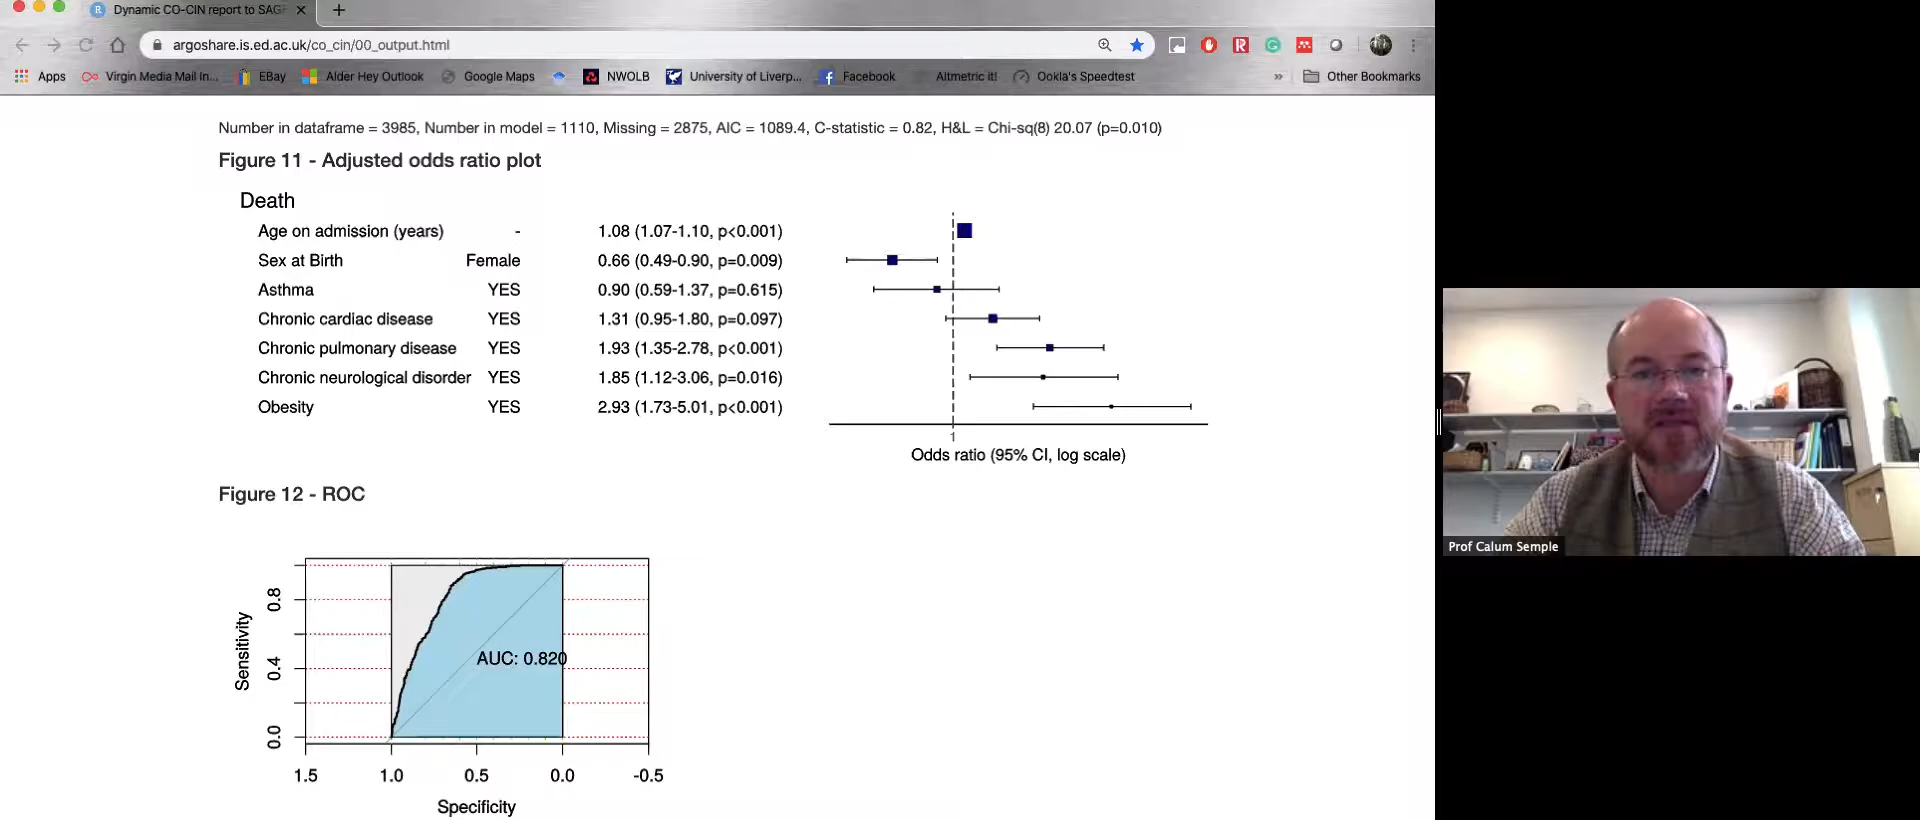 Dynamic CO-CIN report to SAG
argoshare.is.ed.ac.uk/co_cin/00_output.html
Apps Virgin Media Mail In... EBay Alder Hey Outlook Google Maps NWOLB University of Liverp... Facebook Altmetric it! Ookla's Speedtest » Other Bookmarks
Number in dataframe = 3985, Number in model = 1110, Missing = 2875, AIC = 1089.4, C-statistic = 0.82, H&L = Chi-sq(8) 20.07 (p=0.010)
Figure 11 - Adjusted odds ratio plot
Death
Age on admission (years) - 1.08 (1.07-1.10, p<0.001)
Sex at Birth Female 0.66 (0.49-0.90, p=0.009)
Asthma YES 0.90 (0.59-1.37, p=0.615)
Chronic cardiac disease YES 1.31 (0.95-1.80, p=0.097)
Chronic pulmonary disease YES 1.93 (1.35-2.78, p<0.001)
Chronic neurological disorder YES 1.85 (1.12-3.06, p=0.016)
Obesity YES 2.93 (1.73-5.01, p<0.001)
1
Odds ratio (95% CI, log scale)
Prof Calum Semple
Figure 12 - ROC
Sensitivity
0.8
0.4
0.0
AUC: 0.820
1.5 1.0 0.5 0.0 -0.5
Specificity